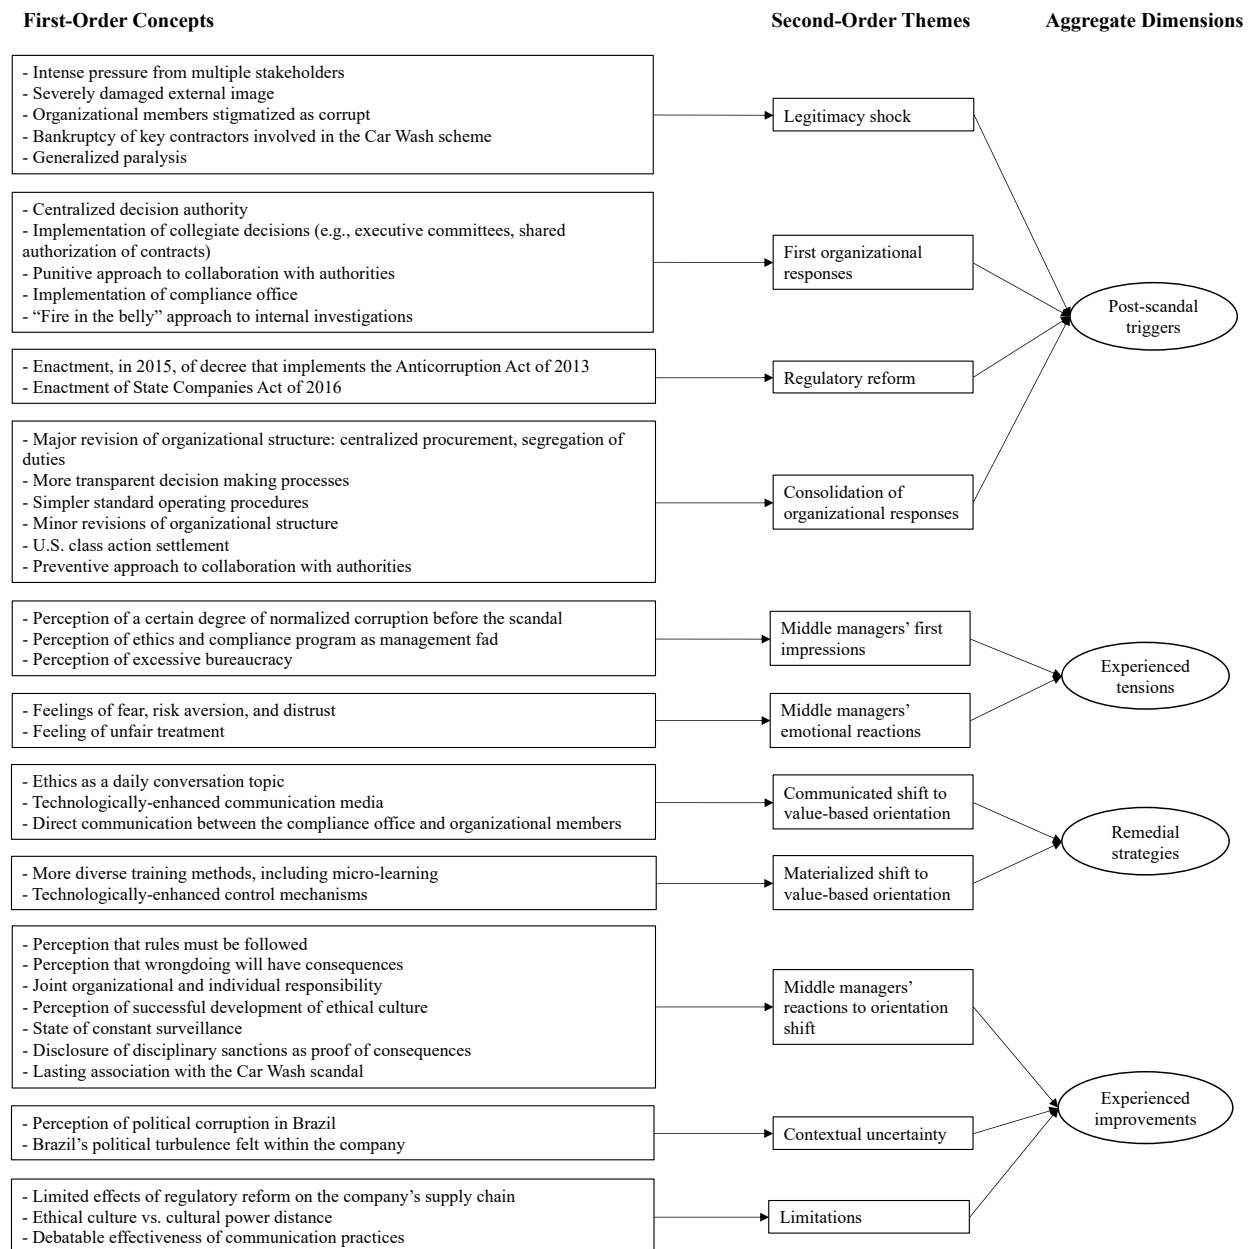 First-Order Concepts
Second-Order Themes
Aggregate Dimensions
- Intense pressure from multiple stakeholders
- Severely damaged external image
- Organizational members stigmatized as corrupt
- Bankruptcy of key contractors involved in the Car Wash scheme
- Generalized paralysis
Legitimacy shock
- Centralized decision authority
- Implementation of collegiate decisions (e.g., executive committees, shared
authorization of contracts)
- Punitive approach to collaboration with authorities
- Implementation of compliance office
- “Fire in the belly” approach to internal investigations
First organizational
responses
Post-scandal
triggers
- Enactment, in 2015, of decree that implements the Anticorruption Act of 2013
- Enactment of State Companies Act of 2016
Regulatory reform
- Major revision of organizational structure: centralized procurement, segregation of
duties
- More transparent decision making processes
- Simpler standard operating procedures
- Minor revisions of organizational structure
- U.S. class action settlement
- Preventive approach to collaboration with authorities
Consolidation of
organizational responses
- Perception of a certain degree of normalized corruption before the scandal
- Perception of ethics and compliance program as management fad
- Perception of excessive bureaucracy
Middle managers’ first
impressions
Experienced
tensions
- Feelings of fear, risk aversion, and distrust
- Feeling of unfair treatment
Middle managers’
emotional reactions
- Ethics as a daily conversation topic
- Technologically-enhanced communication media
- Direct communication between the compliance office and organizational members
Communicated shift to
value-based orientation
Remedial
strategies
- More diverse training methods, including micro-learning
- Technologically-enhanced control mechanisms
Materialized shift to
value-based orientation
- Perception that rules must be followed
- Perception that wrongdoing will have consequences
- Joint organizational and individual responsibility
- Perception of successful development of ethical culture
- State of constant surveillance
- Disclosure of disciplinary sanctions as proof of consequences
- Lasting association with the Car Wash scandal
Middle managers’
reactions to orientation
shift
Experienced
improvements
- Perception of political corruption in Brazil
- Brazil’s political turbulence felt within the company
Contextual uncertainty
- Limited effects of regulatory reform on the company’s supply chain
- Ethical culture vs. cultural power distance
- Debatable effectiveness of communication practices
Limitations